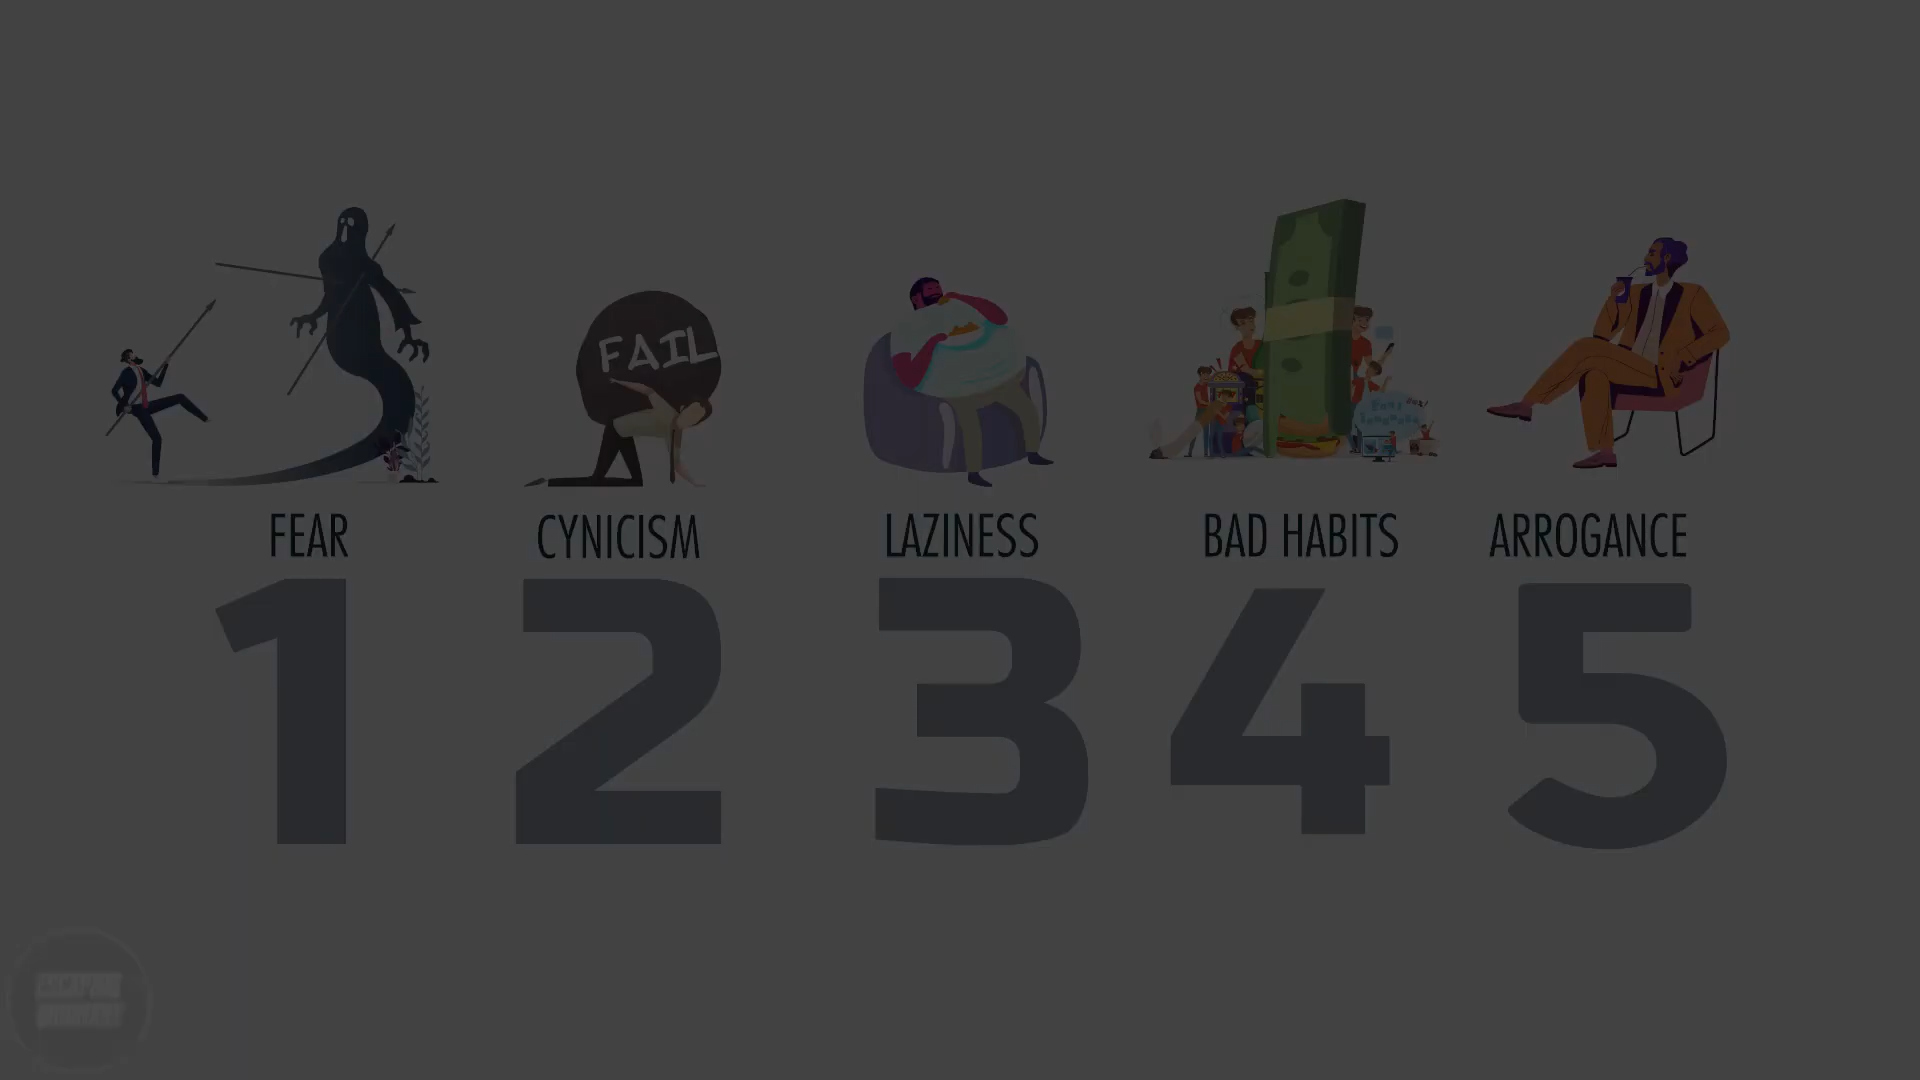 FAIL
FEAR
CYNICISM
LAZINESS
BAD HABITS
ARROGANCE
1
2
3
4
5